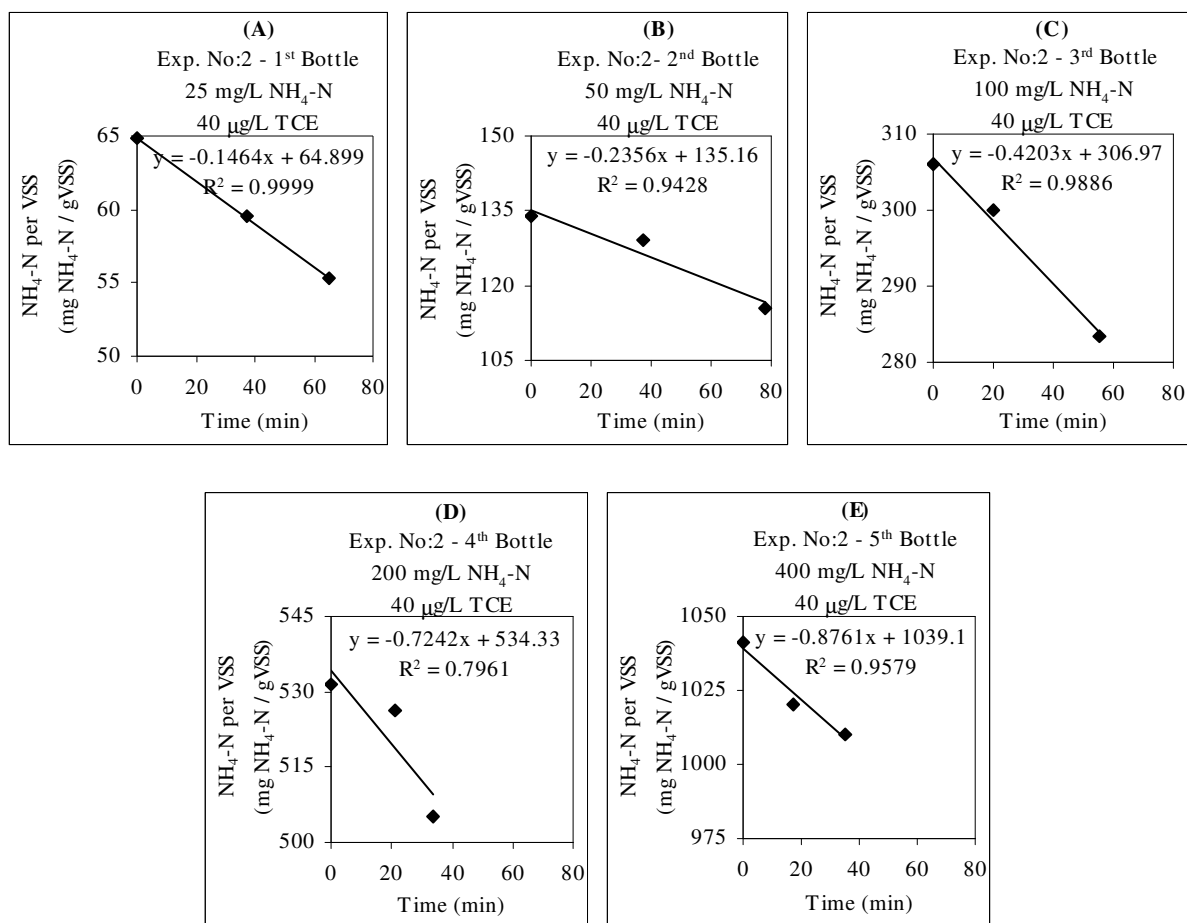 (A)
Exp. No:2 - 1st Bottle
25 mg/L NH4-N
40 μg/L TCE
y = -0.1464x + 64.899
R2 = 0.9999
65
60
55
50
0 20 40 60 80
Time (min)
NH4-N per VSS
(mg NH4-N / gVSS)
(B)
Exp. No:2- 2nd Bottle
50 mg/L NH4-N
40 μg/L TCE
y = -0.2356x + 135.16
R2 = 0.9428
150
135
120
105
0 20 40 60 80
Time (min)
NH4-N per VSS
(mg NH4-N / gVSS)
(C)
Exp. No:2 - 3rd Bottle
100 mg/L NH4-N
40 μg/L TCE
y = -0.4203x + 306.97
R2 = 0.9886
310
300
290
280
0 20 40 60 80
Time (min)
NH4-N per VSS
(mg NH4-N / gVSS)
(D)
Exp. No:2 - 4th Bottle
200 mg/L NH4-N
40 μg/L TCE
y = -0.7242x + 534.33
R2 = 0.7961
545
530
515
500
0 20 40 60 80
Time (min)
NH4-N per VSS
(mg NH4-N / gVSS)
(E)
Exp. No:2 - 5th Bottle
400 mg/L NH4-N
40 μg/L TCE
y = -0.8761x + 1039.1
R2 = 0.9579
1050
1025
1000
975
0 20 40 60 80
Time (min)
NH4-N per VSS
(mg NH4-N / gVSS)